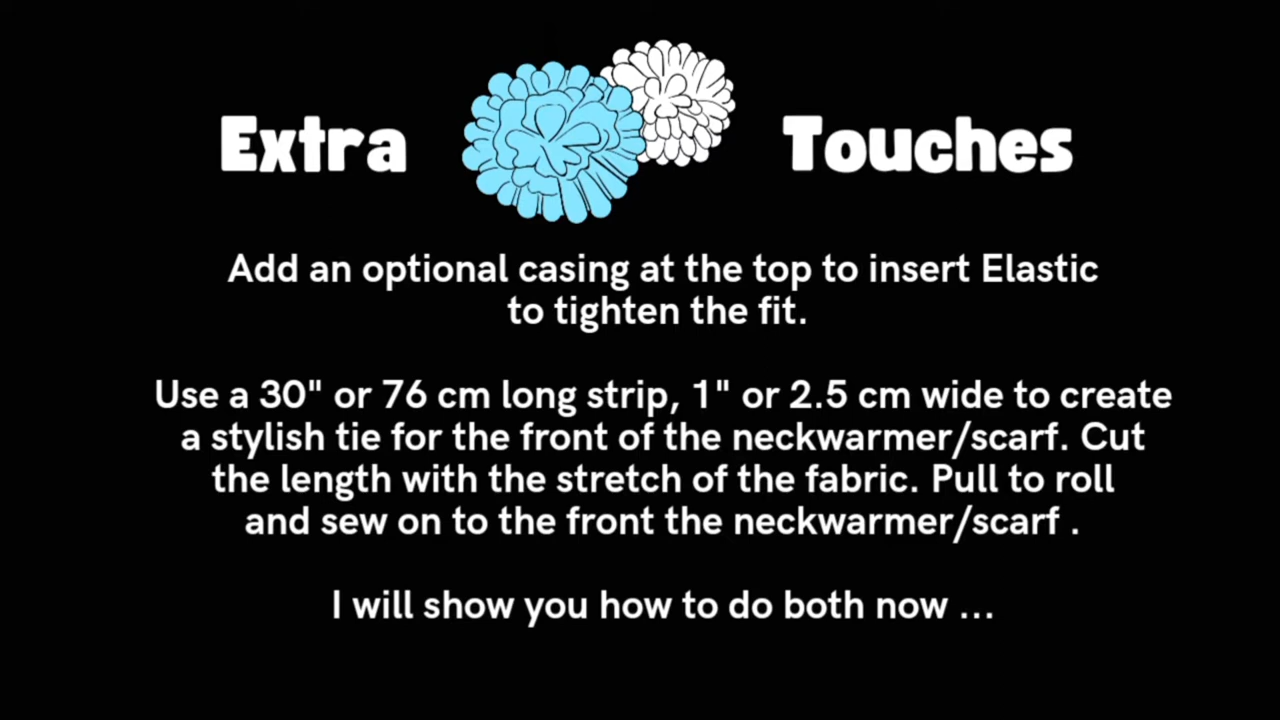 Extra Touches
Add an optional casing at the top to insert Elastic
to tighten the fit.
Use a 30" or 76 cm long strip, 1" or 2.5 cm wide to create
a stylish tie for the front of the neckwarmer/scarf. Cut
the length with the stretch of the fabric. Pull to roll
and sew on to the front the neckwarmer/scarf .
I will show you how to do both now ...